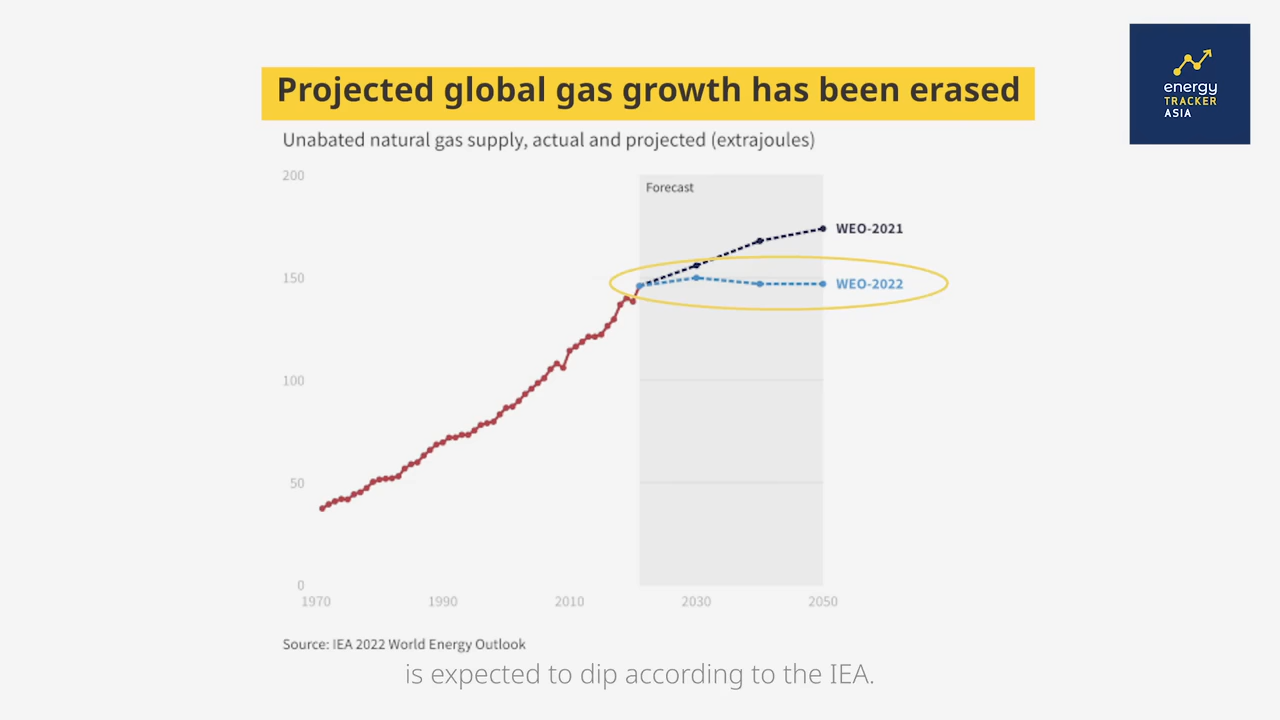 Projected global gas growth has been erased
energy
TRACKER
ASIA
Unabated natural gas supply, actual and projected (extrajoules)
200
Forecast
WEO-2021
150
WEO-2022
100
50
0
1970 1990 2010 2030 2050
Source: IEA 2022 World Energy Outlook
is expected to dip according to the IEA.